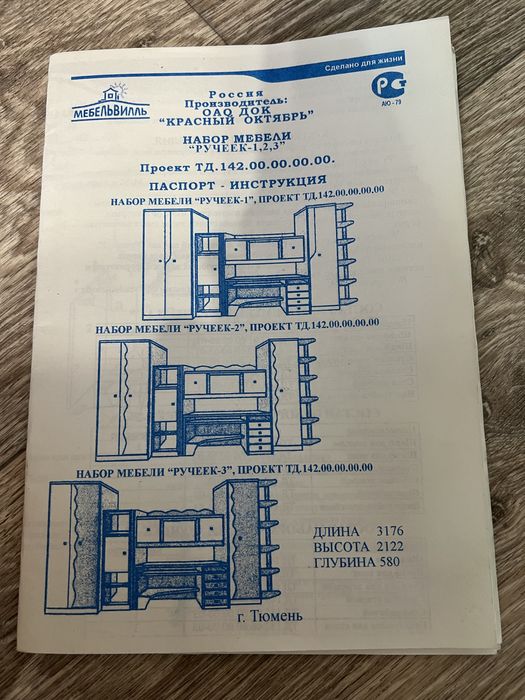 Сделано для жизни
МЕБЕЛЬВИЛЛЬ
РСТ
АЮ - 79
Россия
Производитель:
ОАО ДОК
"КРАСНЫЙ ОКТЯБРЬ"
НАБОР МЕБЕЛИ
"РУЧЕЕК-1,2,3"
Проект ТД.142.00.00.00.00.
ПАСПОРТ - ИНСТРУКЦИЯ
НАБОР МЕБЕЛИ "РУЧЕЕК-1", ПРОЕКТ ТД.142.00.00.00.00
НАБОР МЕБЕЛИ "РУЧЕЕК-2", ПРОЕКТ ТД.142.00.00.00.00
НАБОР МЕБЕЛИ "РУЧЕЕК-3", ПРОЕКТ ТД.142.00.00.00.00
ДЛИНА 3176
ВЫСОТА 2122
ГЛУБИНА 580
г. Тюмень